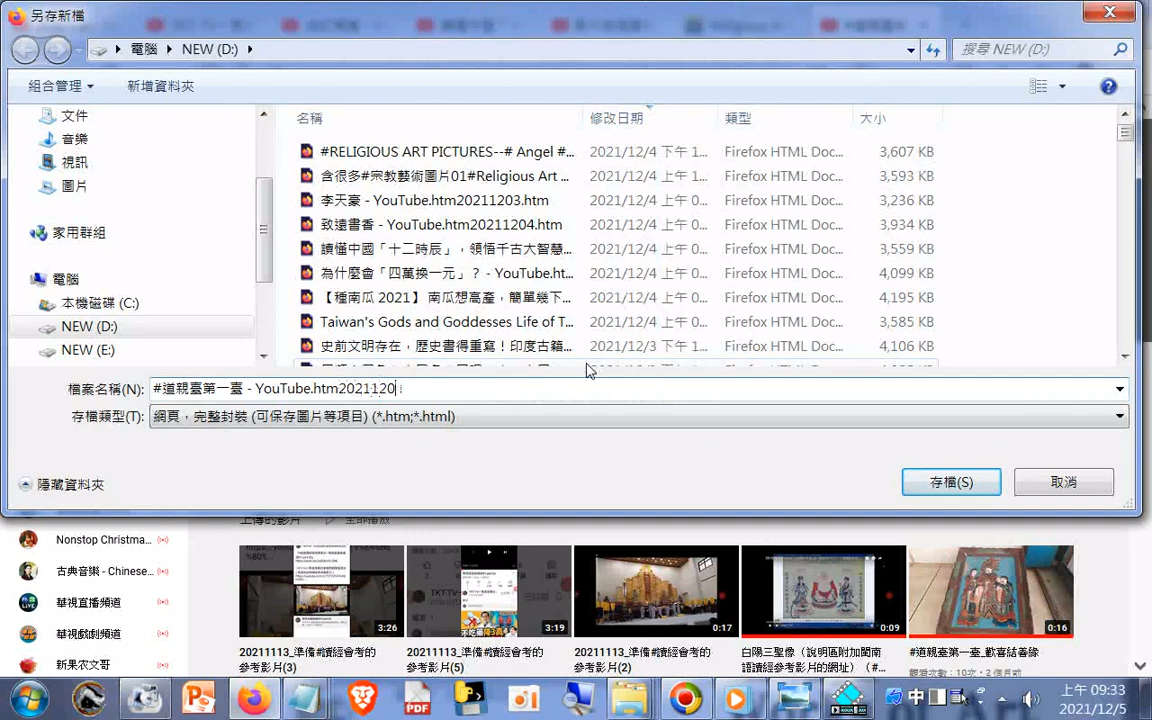 另存新檔
電腦 NEW (D:)
搜尋 NEW (D:)
組合管理 新增資料夾
文件
音樂
視訊
圖片
家用群組
電腦
本機磁碟 (C:)
NEW (D:)
NEW (E:)
名稱 修改日期 類型 大小
#RELIGIOUS ART PICTURES--# Angel #... 2021/12/4 下午 1... Firefox HTML Doc... 3,607 KB
含很多#宗教藝術圖片01#Religious Art ... 2021/12/4 下午 1... Firefox HTML Doc... 3,593 KB
李天豪 - YouTube.htm20211203.htm 2021/12/4 上午 0... Firefox HTML Doc... 3,236 KB
致遠書香 - YouTube.htm20211204.htm 2021/12/4 上午 0... Firefox HTML Doc... 3,934 KB
讀懂中國「十二時辰」，領悟千古大智慧... 2021/12/4 上午 0... Firefox HTML Doc... 3,559 KB
為什麼會「四萬換一元」？ - YouTube.ht... 2021/12/4 上午 0... Firefox HTML Doc... 4,099 KB
【種南瓜 2021】 南瓜想高產，簡單幾下... 2021/12/4 上午 0... Firefox HTML Doc... 4,195 KB
Taiwan's Gods and Goddesses Life of T... 2021/12/4 上午 0... Firefox HTML Doc... 3,585 KB
史前文明存在，歷史書得重寫！印度古籍... 2021/12/3 下午 1... Firefox HTML Doc... 4,106 KB
檔案名稱(N): #道親臺第一臺 - YouTube.htm2021120
存檔類型(T): 網頁，完整封裝 (可保存圖片等項目) (*.htm;*.html)
隱藏資料夾
存檔(S) 取消
上傳的影片 全部播放
Nonstop Christma...
古典音樂 - Chinese...
華視直播頻道
華視戲劇頻道
新果农文哥
3:26
3:19
0:17
0:09
0:16
20211113_準備#讀經會考的
參考影片(3)
20211113_準備#讀經會考的
參考影片(5)
20211113_準備#讀經會考的
參考影片(2)
白陽三聖像（說明區附加閩
語讀經參考影片的網址）（#...
#道親臺第一_歡喜結善緣
觀看次數：10次・2 個月前
中
上午 09:33
2021/12/5